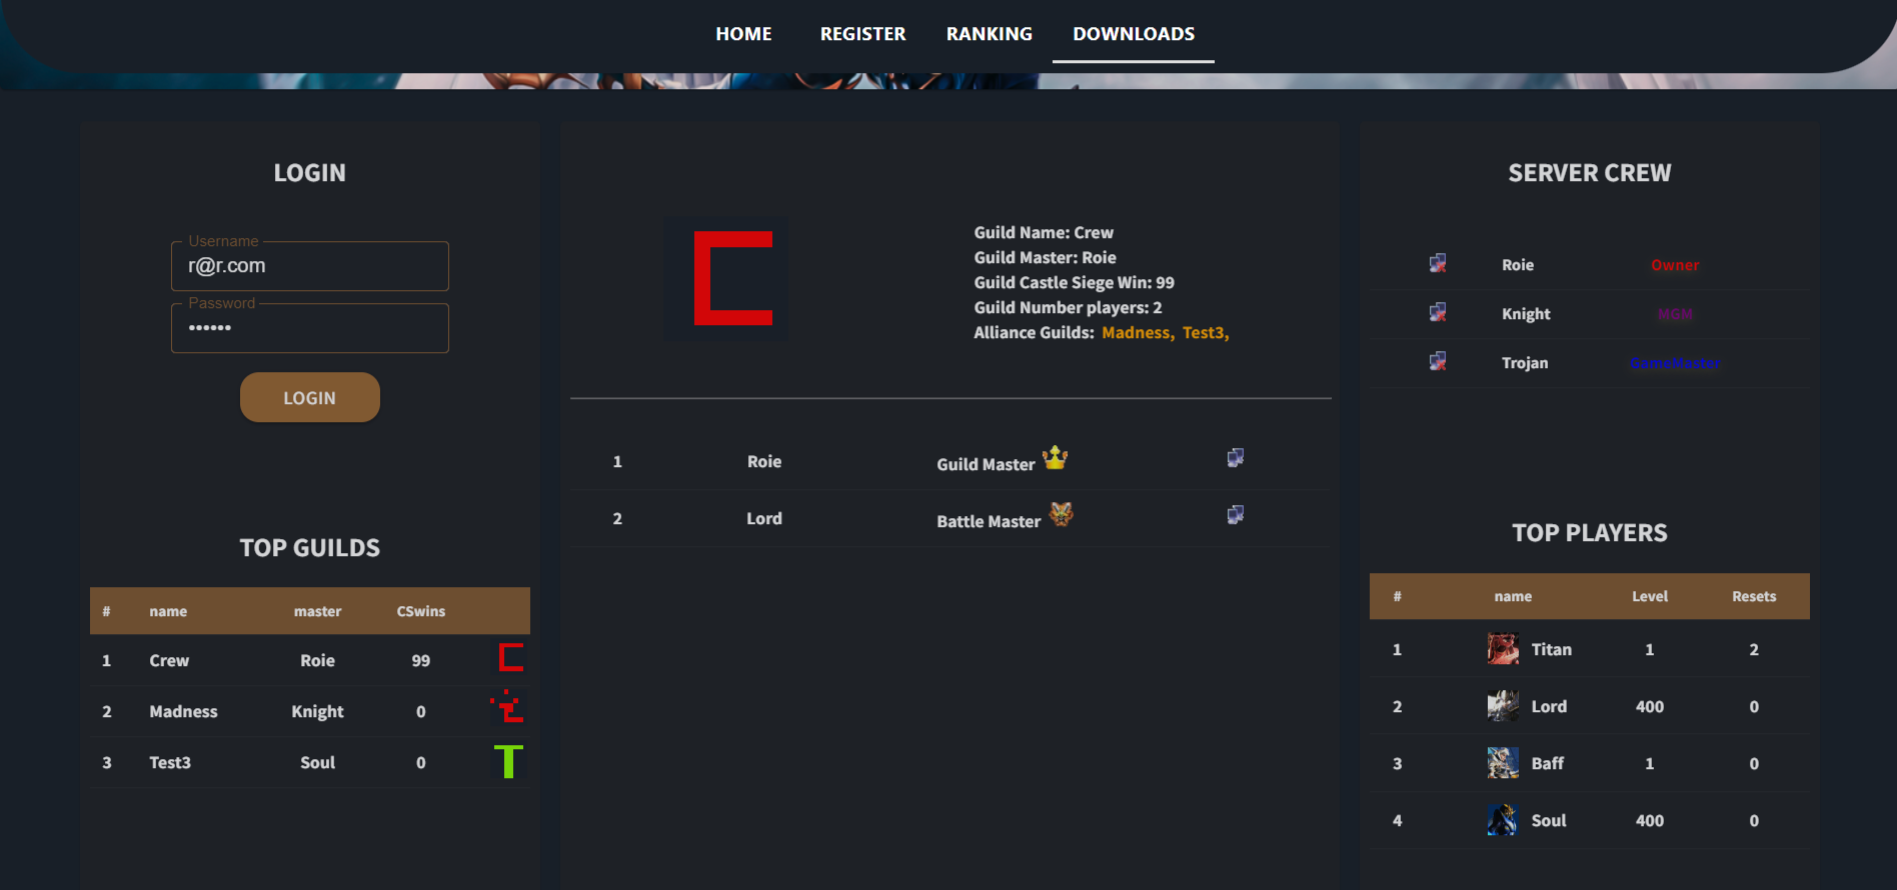 HOME REGISTER RANKING DOWNLOADS
LOGIN
Username
r@r.com
Password
••••••
LOGIN
TOP GUILDS
# name master CSwins
1 Crew Roie 99
2 Madness Knight 0
3 Test3 Soul 0
Guild Name: Crew
Guild Master: Roie
Guild Castle Siege Win: 99
Guild Number players: 2
Alliance Guilds: Madness, Test3,
1 Roie Guild Master
2 Lord Battle Master
SERVER CREW
Roie Owner
Knight MGM
Trojan GameMaster
TOP PLAYERS
# name Level Resets
1 Titan 1 2
2 Lord 400 0
3 Baff 1 0
4 Soul 400 0